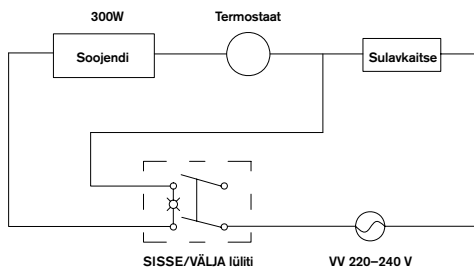 300W
Termostaat
Soojendi
Sulavkaitse
SISSE/VÄLJA lüliti
VV 220–240 V